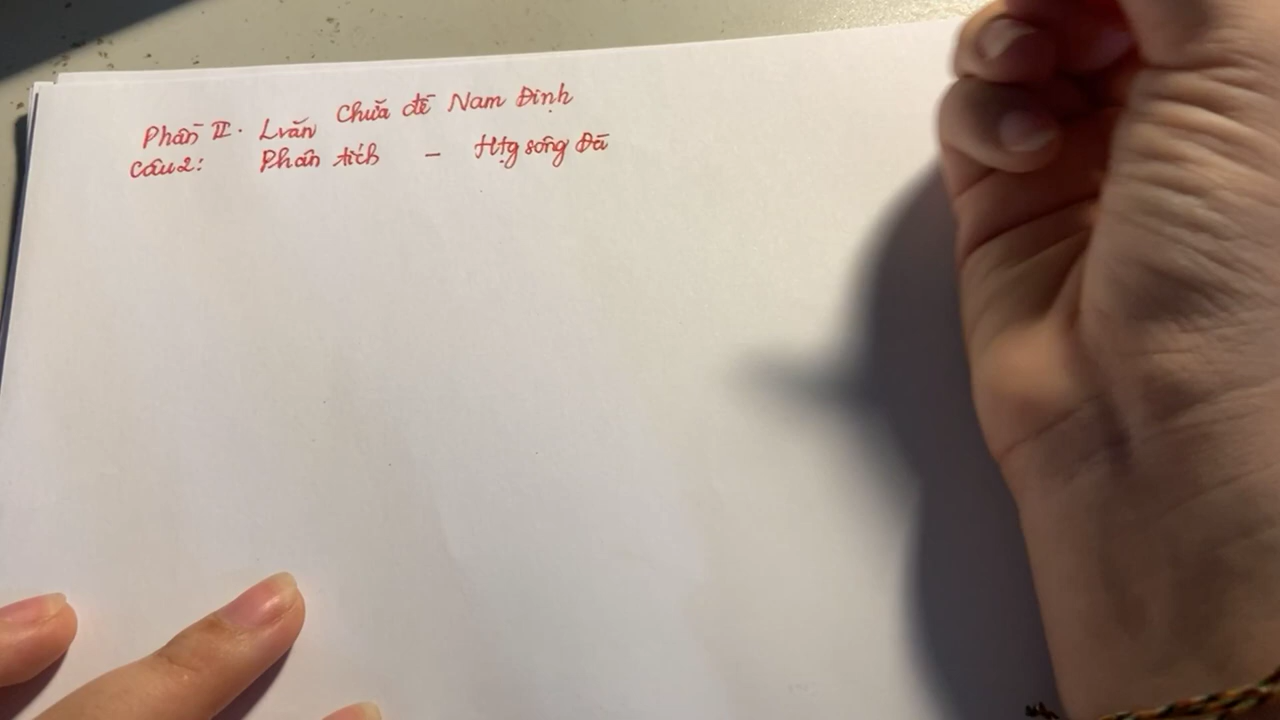 Chữa đề Nam Định
Phần II. Lvăn
Câu 2: Phân tích - Htg sông Đà